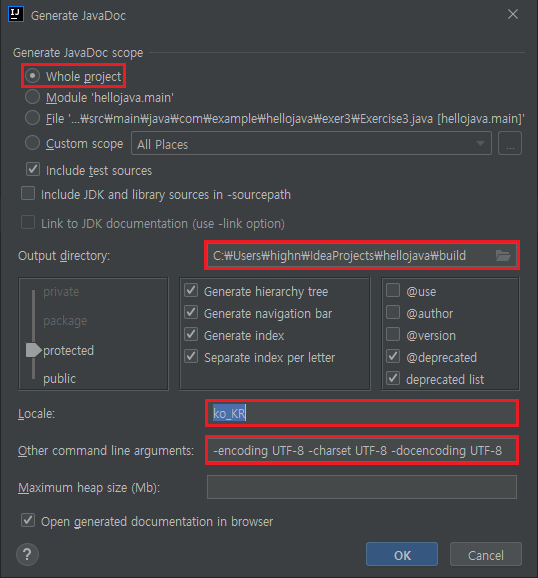 IJ Generate JavaDoc
Generate JavaDoc scope
Whole project
Module 'hellojava.main'
File '...₩src₩main₩java₩com₩example₩hellojava₩exer3₩Exercise3.java [hellojava.main]'
Custom scope All Places ...
Include test sources
Include JDK and library sources in -sourcepath
Link to JDK documentation (use -link option)
Output directory: C:₩Users₩highn₩IdeaProjects₩hellojava₩build
private
package
protected
public
Generate hierarchy tree
Generate navigation bar
Generate index
Separate index per letter
@use
@author
@version
@deprecated
deprecated list
Locale: ko_KR
Other command line arguments: -encoding UTF-8 -charset UTF-8 -docencoding UTF-8
Maximum heap size (Mb):
Open generated documentation in browser
? OK Cancel